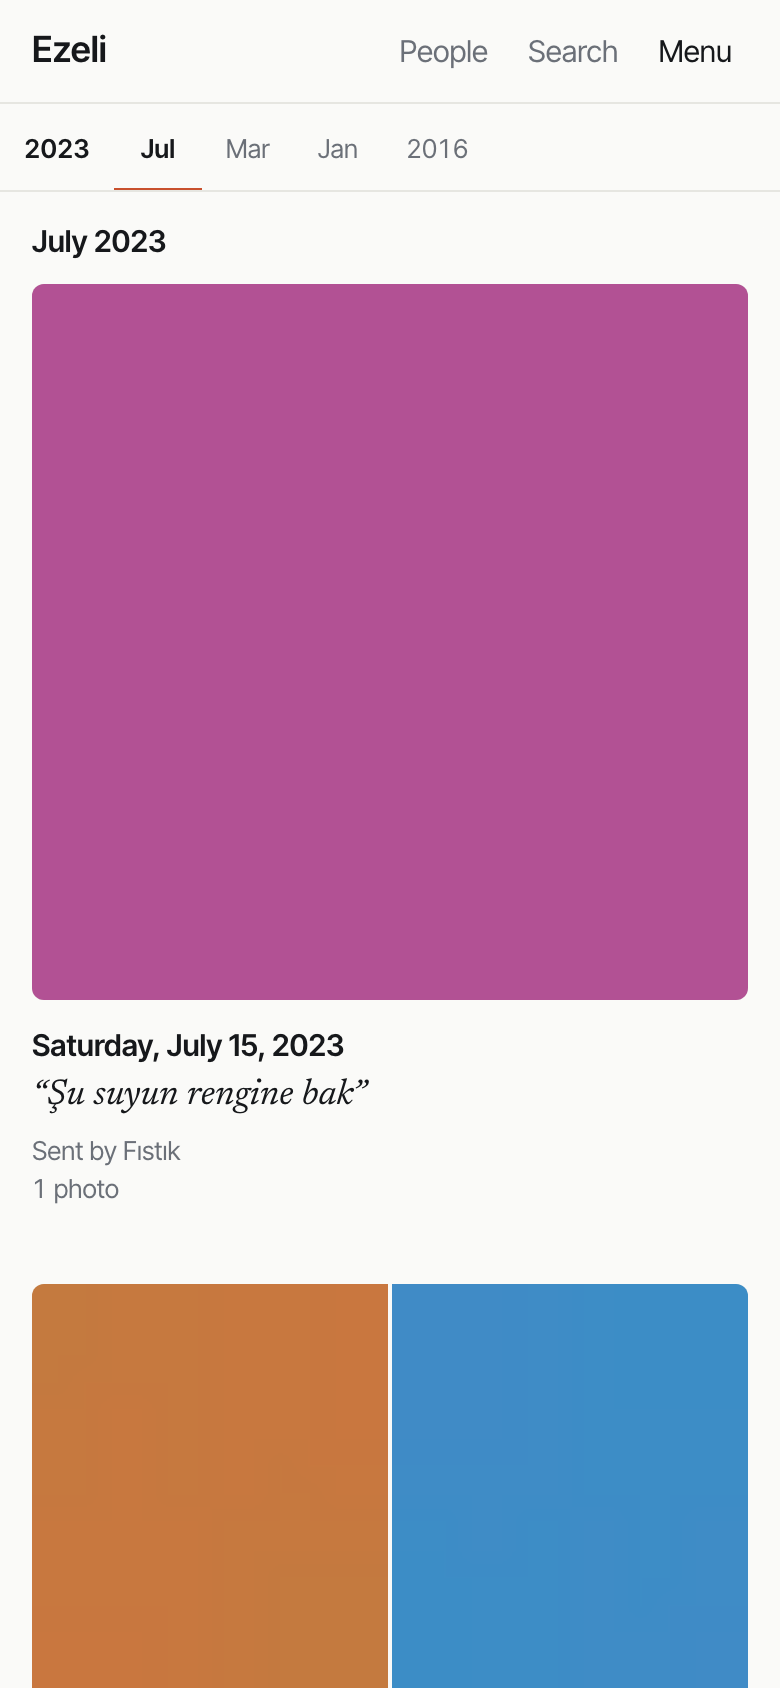 Ezeli People Search Menu
2023 Jul Mar Jan 2016
July 2023
Saturday, July 15, 2023
“Şu suyun rengine bak”
Sent by Fıstık
1 photo